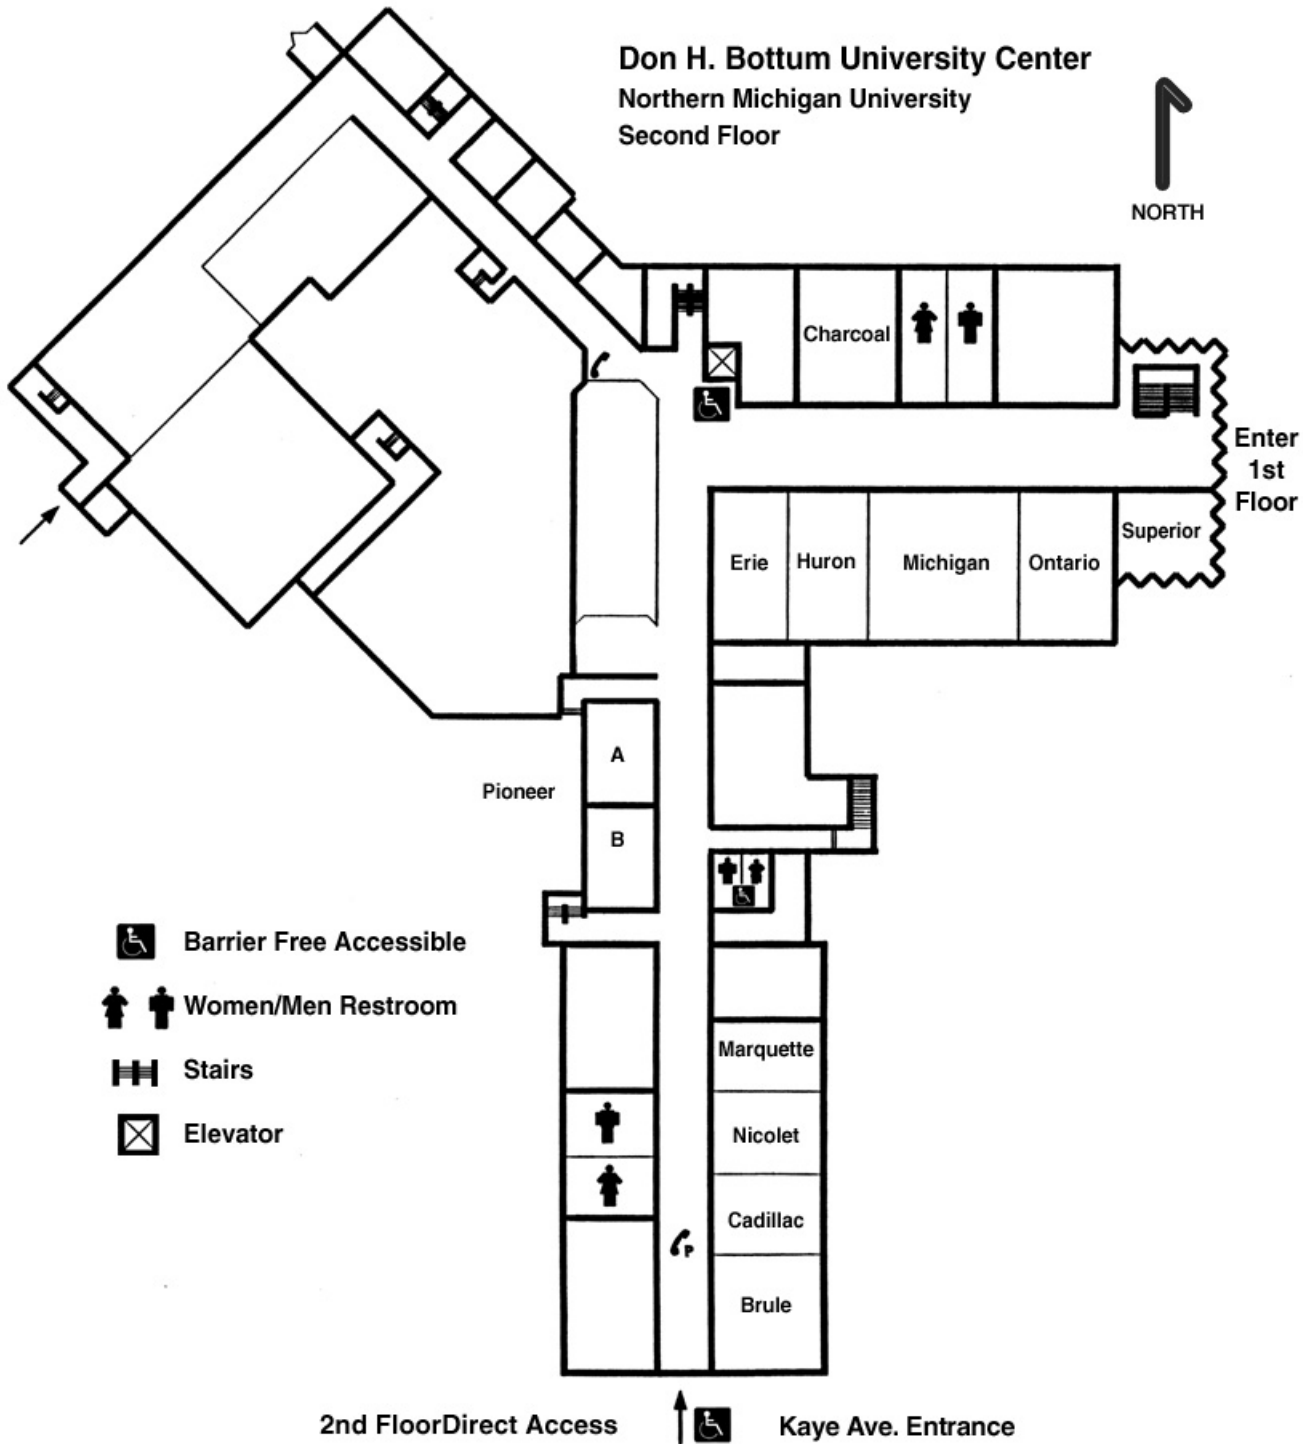 Don H. Bottum University Center
Northern Michigan University
Second Floor
NORTH
Charcoal
Enter
1st
Floor
Superior
Erie
Huron
Michigan
Ontario
A
Pioneer
B
Barrier Free Accessible
Women/Men Restroom
Stairs
Elevator
Marquette
Nicolet
Cadillac
P
Brule
2nd FloorDirect Access
Kaye Ave. Entrance